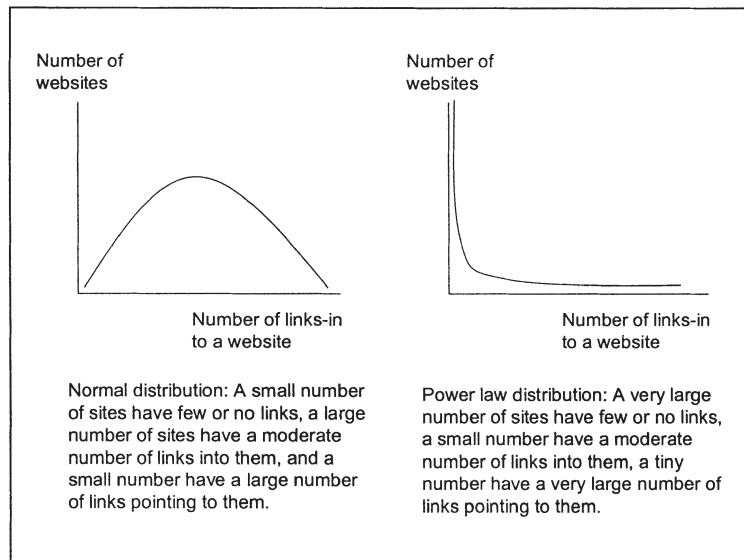 Number of
websites
Number of links-in
to a website
Normal distribution: A small number
of sites have few or no links, a large
number of sites have a moderate
number of links into them, and a
small number have a large number
of links pointing to them.
Number of
websites
Number of links-in
to a website
Power law distribution: A very large
number of sites have few or no links,
a small number have a moderate
number of links into them, a tiny
number have a very large number of
links pointing to them.